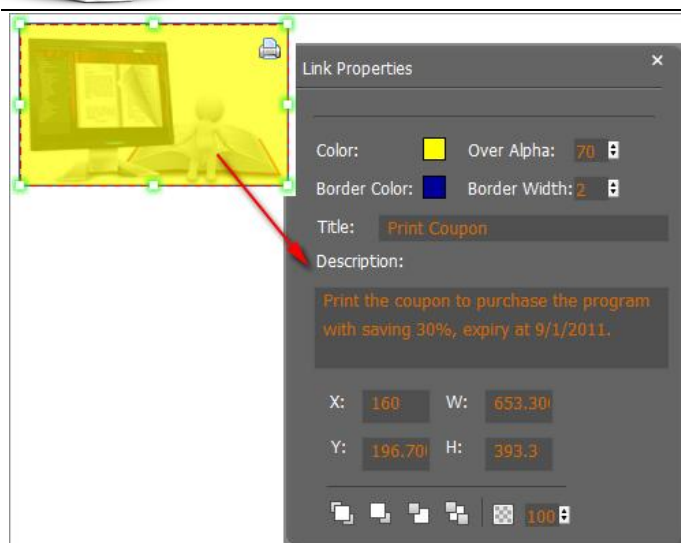 Link Properties
×
Color:
Over Alpha: 70
Border Color:
Border Width: 2
Title: Print Coupon
Description:
Print the coupon to purchase the program
with saving 30%, expiry at 9/1/2011.
X: 160 W: 653.30
Y: 196.70 H: 393.3
100